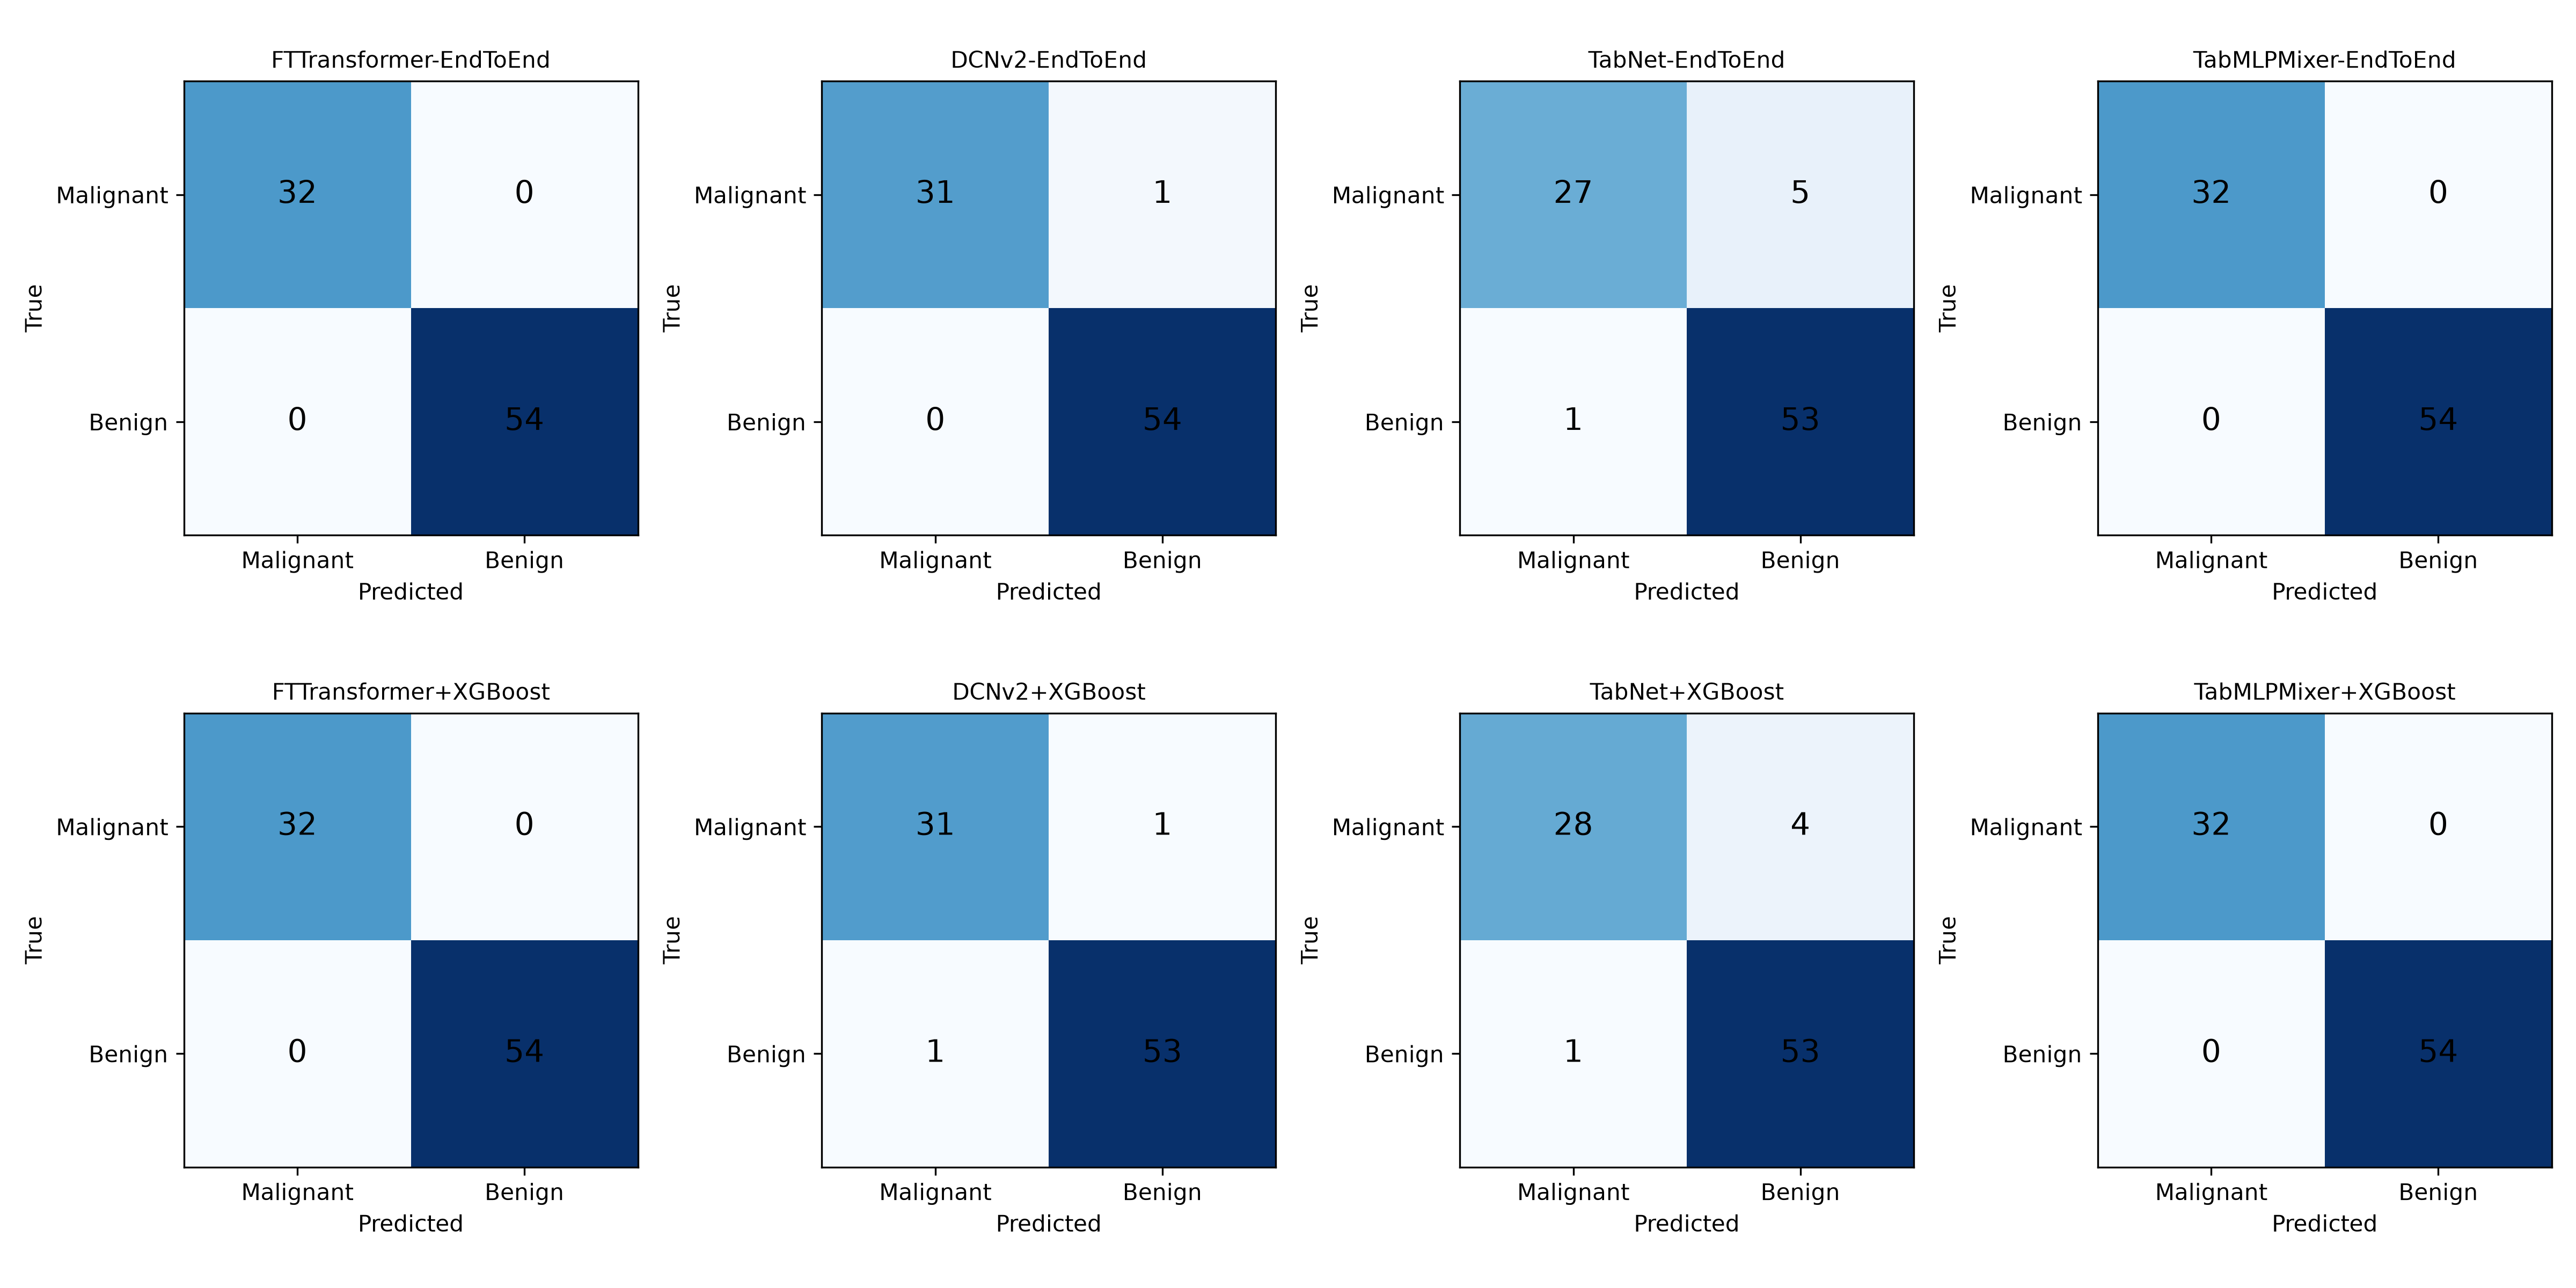 FTTransformer-EndToEnd
DCNv2-EndToEnd
TabNet-EndToEnd
TabMLPMixer-EndToEnd
Malignant 32 0
Malignant 31 1
Malignant 27 5
Malignant 32 0
True
True
True
True
Benign 0 54
Benign 0 54
Benign 1 53
Benign 0 54
Malignant Benign
Malignant Benign
Malignant Benign
Malignant Benign
Predicted
Predicted
Predicted
Predicted
FTTransformer+XGBoost
DCNv2+XGBoost
TabNet+XGBoost
TabMLPMixer+XGBoost
Malignant 32 0
Malignant 31 1
Malignant 28 4
Malignant 32 0
True
True
True
True
Benign 0 54
Benign 1 53
Benign 1 53
Benign 0 54
Malignant Benign
Malignant Benign
Malignant Benign
Malignant Benign
Predicted
Predicted
Predicted
Predicted